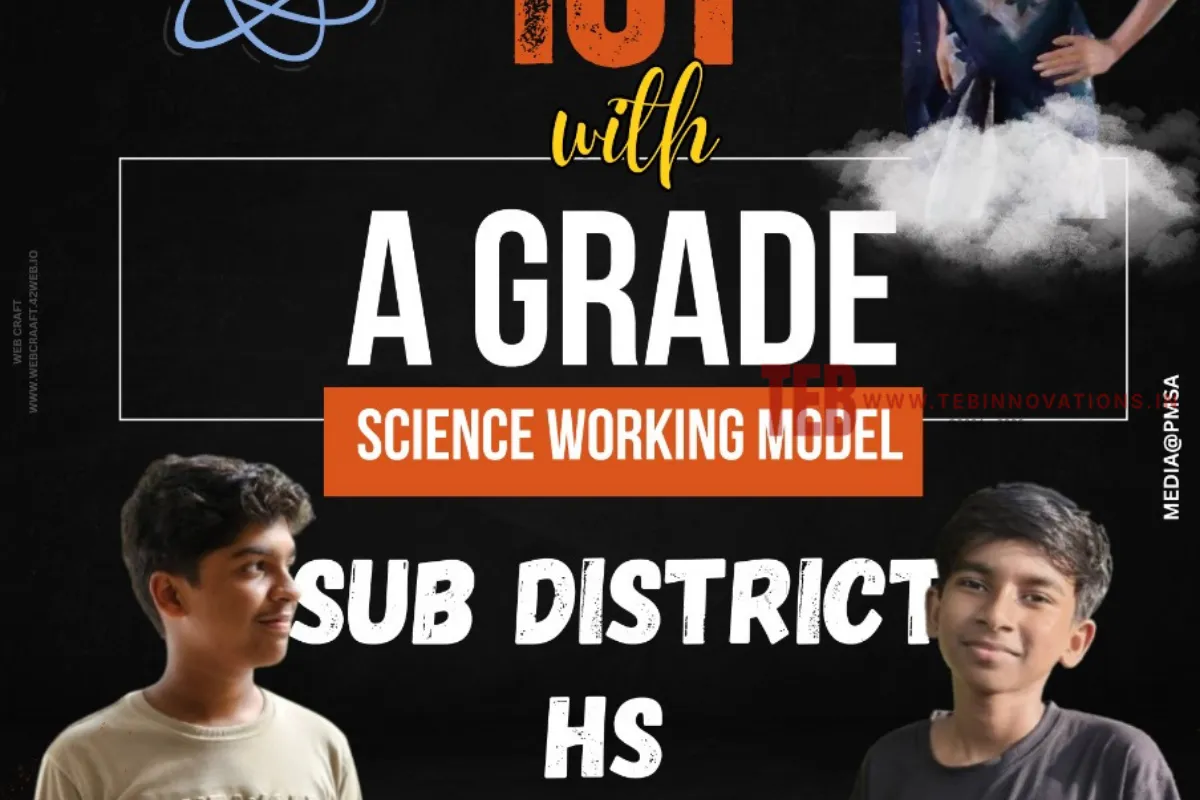 with
A GRADE
SCIENCE WORKING MODEL
TEB WWW.TEBINNOVATIONS.IN
SUB DISTRICT
HS
WEB CRAFT
WWW.WEBCRAAFT.42WEB.IO
MEDIA@PMSA